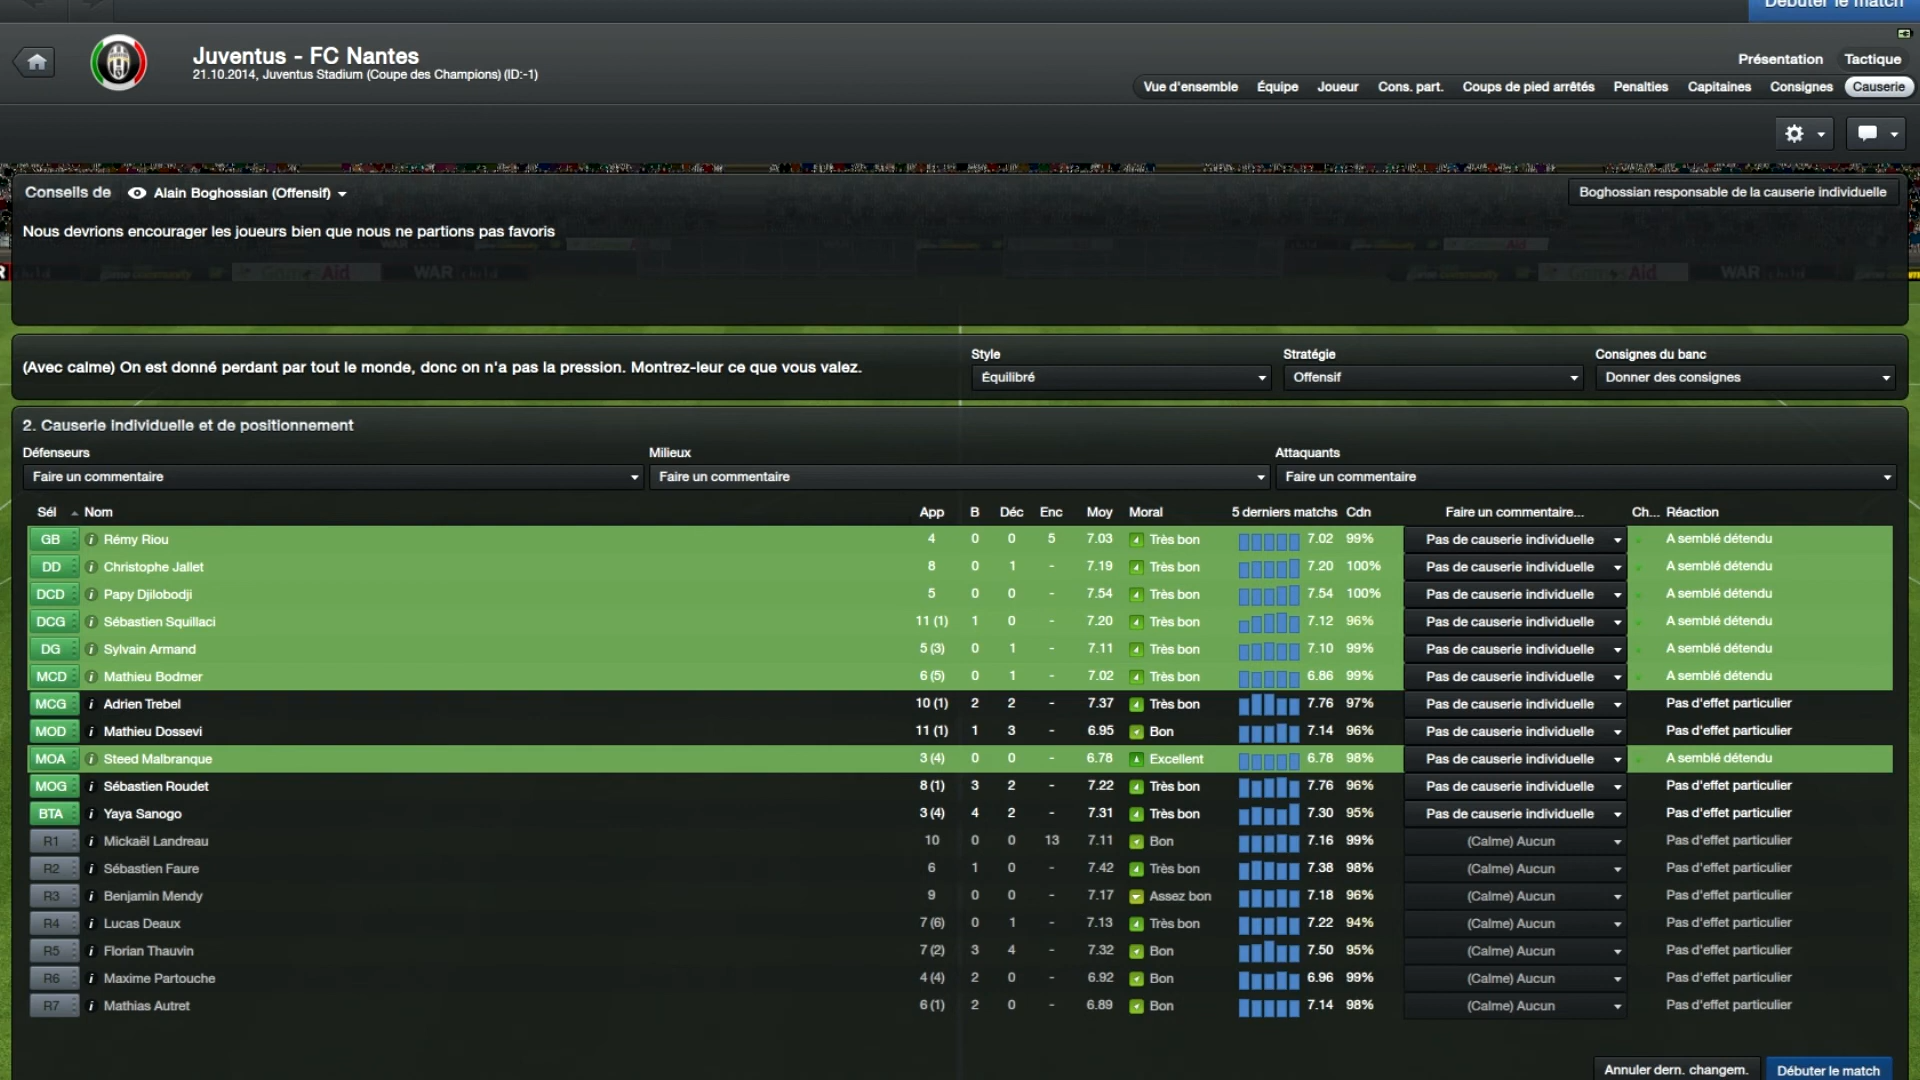 Débuter le match
Juventus - FC Nantes
21.10.2014, Juventus Stadium (Coupe des Champions) (ID:-1)
Présentation Tactique
Vue d'ensemble Équipe Joueur Cons. part. Coups de pied arrêtés Penalties Capitaines Consignes Causerie
Conseils de Alain Boghossian (Offensif)
Boghossian responsable de la causerie individuelle
Nous devrions encourager les joueurs bien que nous ne partions pas favoris
(Avec calme) On est donné perdant par tout le monde, donc on n'a pas la pression. Montrez-leur ce que vous valez.
Style Stratégie Consignes du banc
Équilibré Offensif Donner des consignes
2. Causerie individuelle et de positionnement
Défenseurs Milieux Attaquants
Faire un commentaire Faire un commentaire Faire un commentaire
Sél Nom App B Déc Enc Moy Moral 5 derniers matchs Cdn Faire un commentaire... Ch... Réaction
GB Rémy Riou 4 0 0 5 7.03 Très bon 7.02 99% Pas de causerie individuelle A semblé détendu
DD Christophe Jallet 8 0 1 - 7.19 Très bon 7.20 100% Pas de causerie individuelle A semblé détendu
DCD Papy Djilobodji 5 0 0 - 7.54 Très bon 7.54 100% Pas de causerie individuelle A semblé détendu
DCG Sébastien Squillaci 11 (1) 1 0 - 7.20 Très bon 7.12 96% Pas de causerie individuelle A semblé détendu
DG Sylvain Armand 5 (3) 0 1 - 7.11 Très bon 7.10 99% Pas de causerie individuelle A semblé détendu
MCD Mathieu Bodmer 6 (5) 0 1 - 7.02 Très bon 6.86 99% Pas de causerie individuelle A semblé détendu
MCG Adrien Trebel 10 (1) 2 2 - 7.37 Très bon 7.76 97% Pas de causerie individuelle Pas d'effet particulier
MOD Mathieu Dossevi 11 (1) 1 3 - 6.95 Bon 7.14 96% Pas de causerie individuelle Pas d'effet particulier
MOA Steed Malbranque 3 (4) 0 0 - 6.78 Excellent 6.78 98% Pas de causerie individuelle A semblé détendu
MOG Sébastien Roudet 8 (1) 3 2 - 7.22 Très bon 7.76 96% Pas de causerie individuelle Pas d'effet particulier
BTA Yaya Sanogo 3 (4) 4 2 - 7.31 Très bon 7.30 95% Pas de causerie individuelle Pas d'effet particulier
R1 Mickaël Landreau 10 0 0 13 7.11 Bon 7.16 99% (Calme) Aucun Pas d'effet particulier
R2 Sébastien Faure 6 1 0 - 7.42 Très bon 7.38 98% (Calme) Aucun Pas d'effet particulier
R3 Benjamin Mendy 9 0 0 - 7.17 Assez bon 7.18 96% (Calme) Aucun Pas d'effet particulier
R4 Lucas Deaux 7 (6) 0 1 - 7.13 Très bon 7.22 94% (Calme) Aucun Pas d'effet particulier
R5 Florian Thauvin 7 (2) 3 4 - 7.32 Bon 7.50 95% (Calme) Aucun Pas d'effet particulier
R6 Maxime Partouche 4 (4) 2 0 - 6.92 Bon 6.96 99% (Calme) Aucun Pas d'effet particulier
R7 Mathias Autret 6 (1) 2 0 - 6.89 Bon 7.14 98% (Calme) Aucun Pas d'effet particulier
Annuler dern. changem. Débuter le match